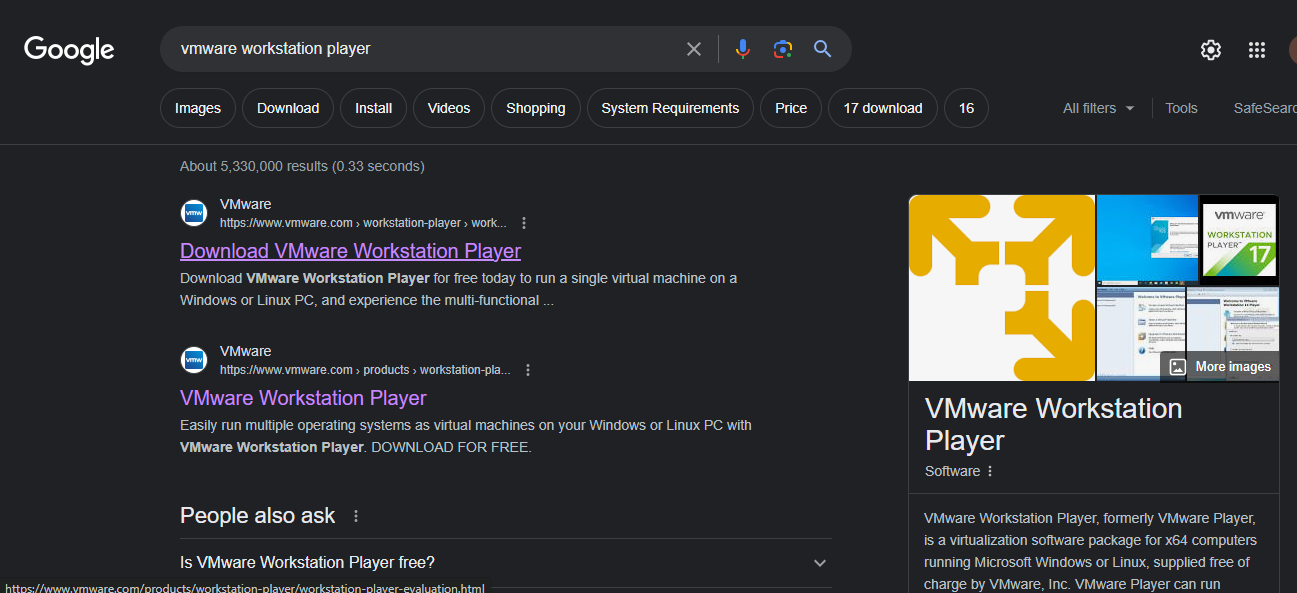 Google
vmware workstation player
Images
Download
Install
Videos
Shopping
System Requirements
Price
17 download
16
All filters
Tools
SafeSearc
About 5,330,000 results (0.33 seconds)
vmw
VMware
https://www.vmware.com › workstation-player › work...
Download VMware Workstation Player
Download VMware Workstation Player for free today to run a single virtual machine on a
Windows or Linux PC, and experience the multi-functional ...
vmw
VMware
https://www.vmware.com › products › workstation-pla...
VMware Workstation Player
Easily run multiple operating systems as virtual machines on your Windows or Linux PC with
VMware Workstation Player. DOWNLOAD FOR FREE.
People also ask
Is VMware Workstation Player free?
https://www.vmware.com/products/workstation-player/workstation-player-evaluation.html
vmware
WORKSTATION
PLAYER™
17
More images
VMware Workstation
Player
Software
VMware Workstation Player, formerly VMware Player,
is a virtualization software package for x64 computers
running Microsoft Windows or Linux, supplied free of
charge by VMware, Inc. VMware Player can run